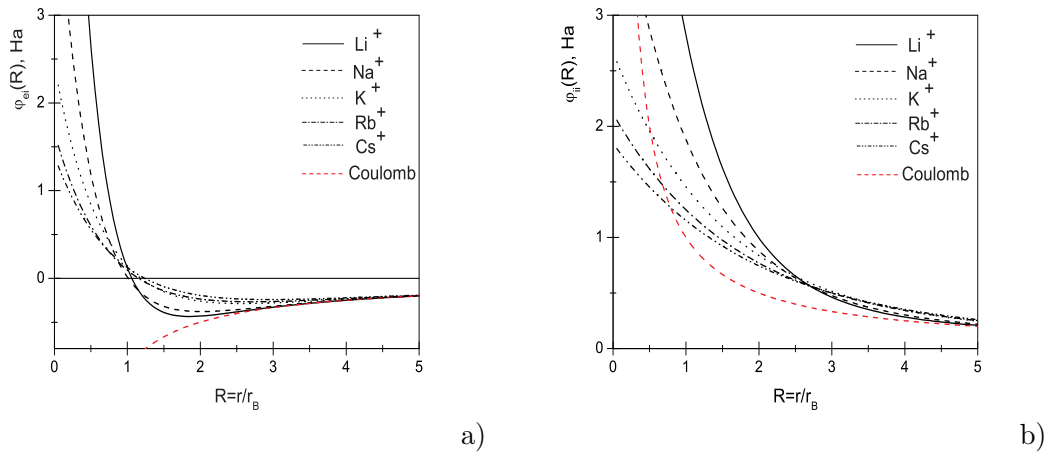 3
2
1
0
φei(R), Ha
Li+
Na+
K+
Rb+
Cs+
Coulomb
0 1 2 3 4 5
R=r/rB
a)
3
2
1
0
φii(R), Ha
Li+
Na+
K+
Rb+
Cs+
Coulomb
0 1 2 3 4 5
R=r/rB
b)